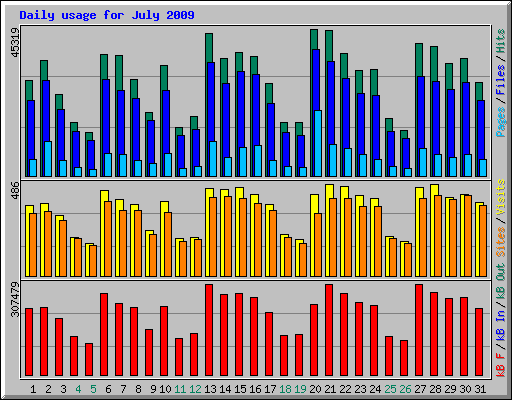 Daily usage for July 2009
45319
486
307479
Pages / Files / Hits
Sites / Visits
kB F / kB In / kB Out
1 2 3 4 5 6 7 8 9 10 11 12 13 14 15 16 17 18 19 20 21 22 23 24 25 26 27 28 29 30 31